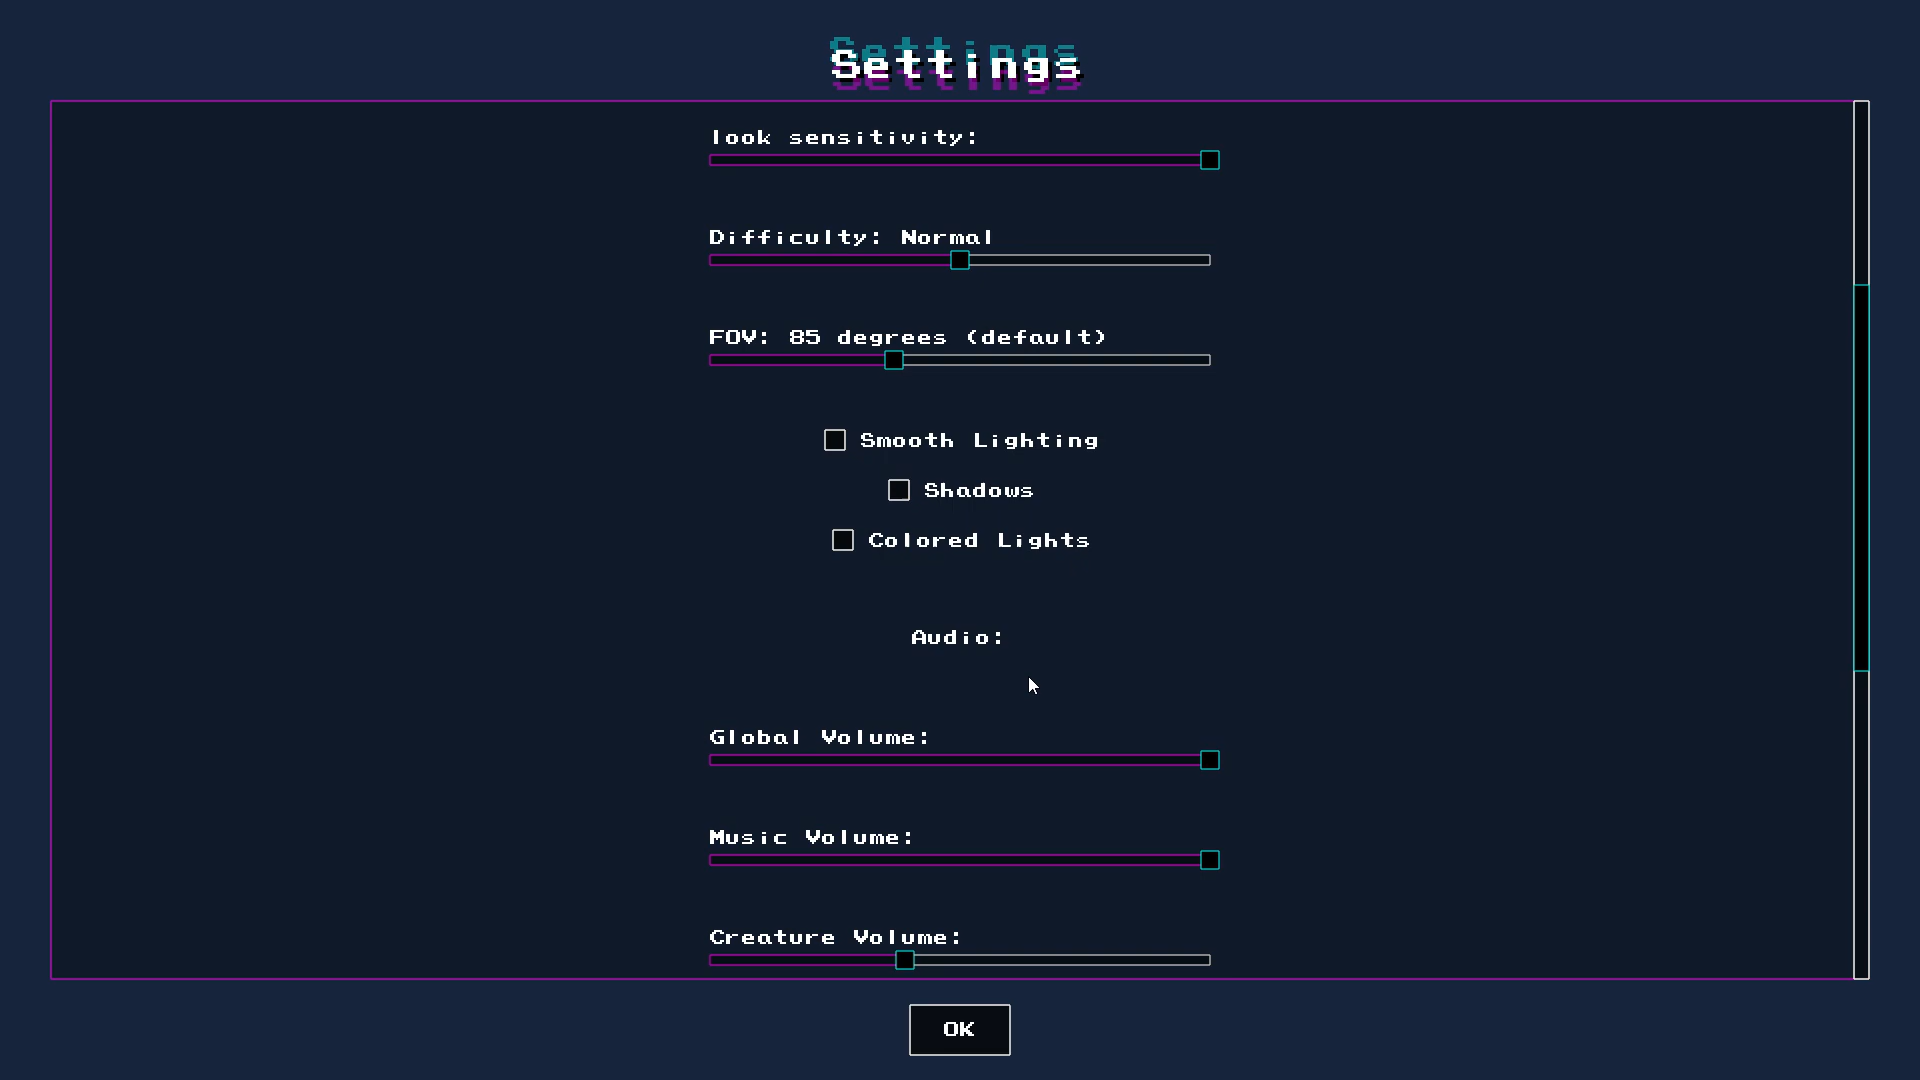 Settings
look sensitivity:
Difficulty: Normal
FOV: 85 degrees (default)
Smooth Lighting
Shadows
Colored Lights
Audio:
Global Volume:
Music Volume:
Creature Volume:
OK